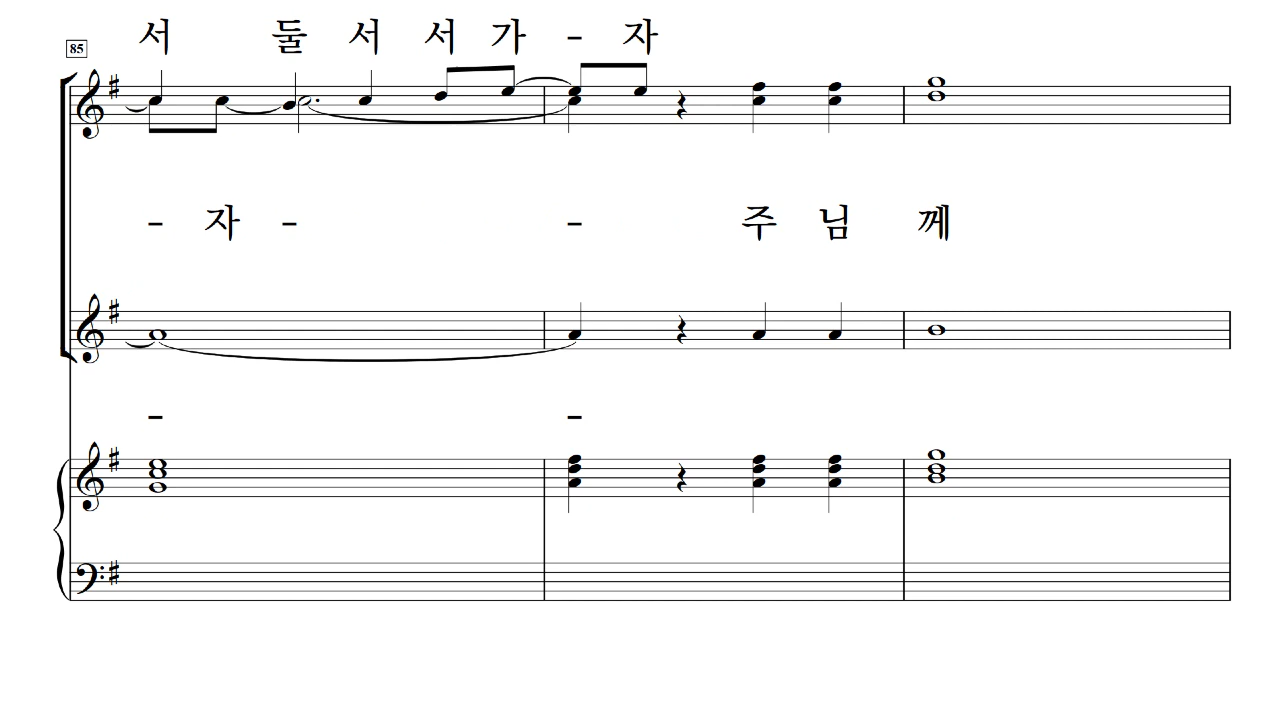 서 둘 서 서 가 - 자
85
- 자 - - 주 님 께
- -